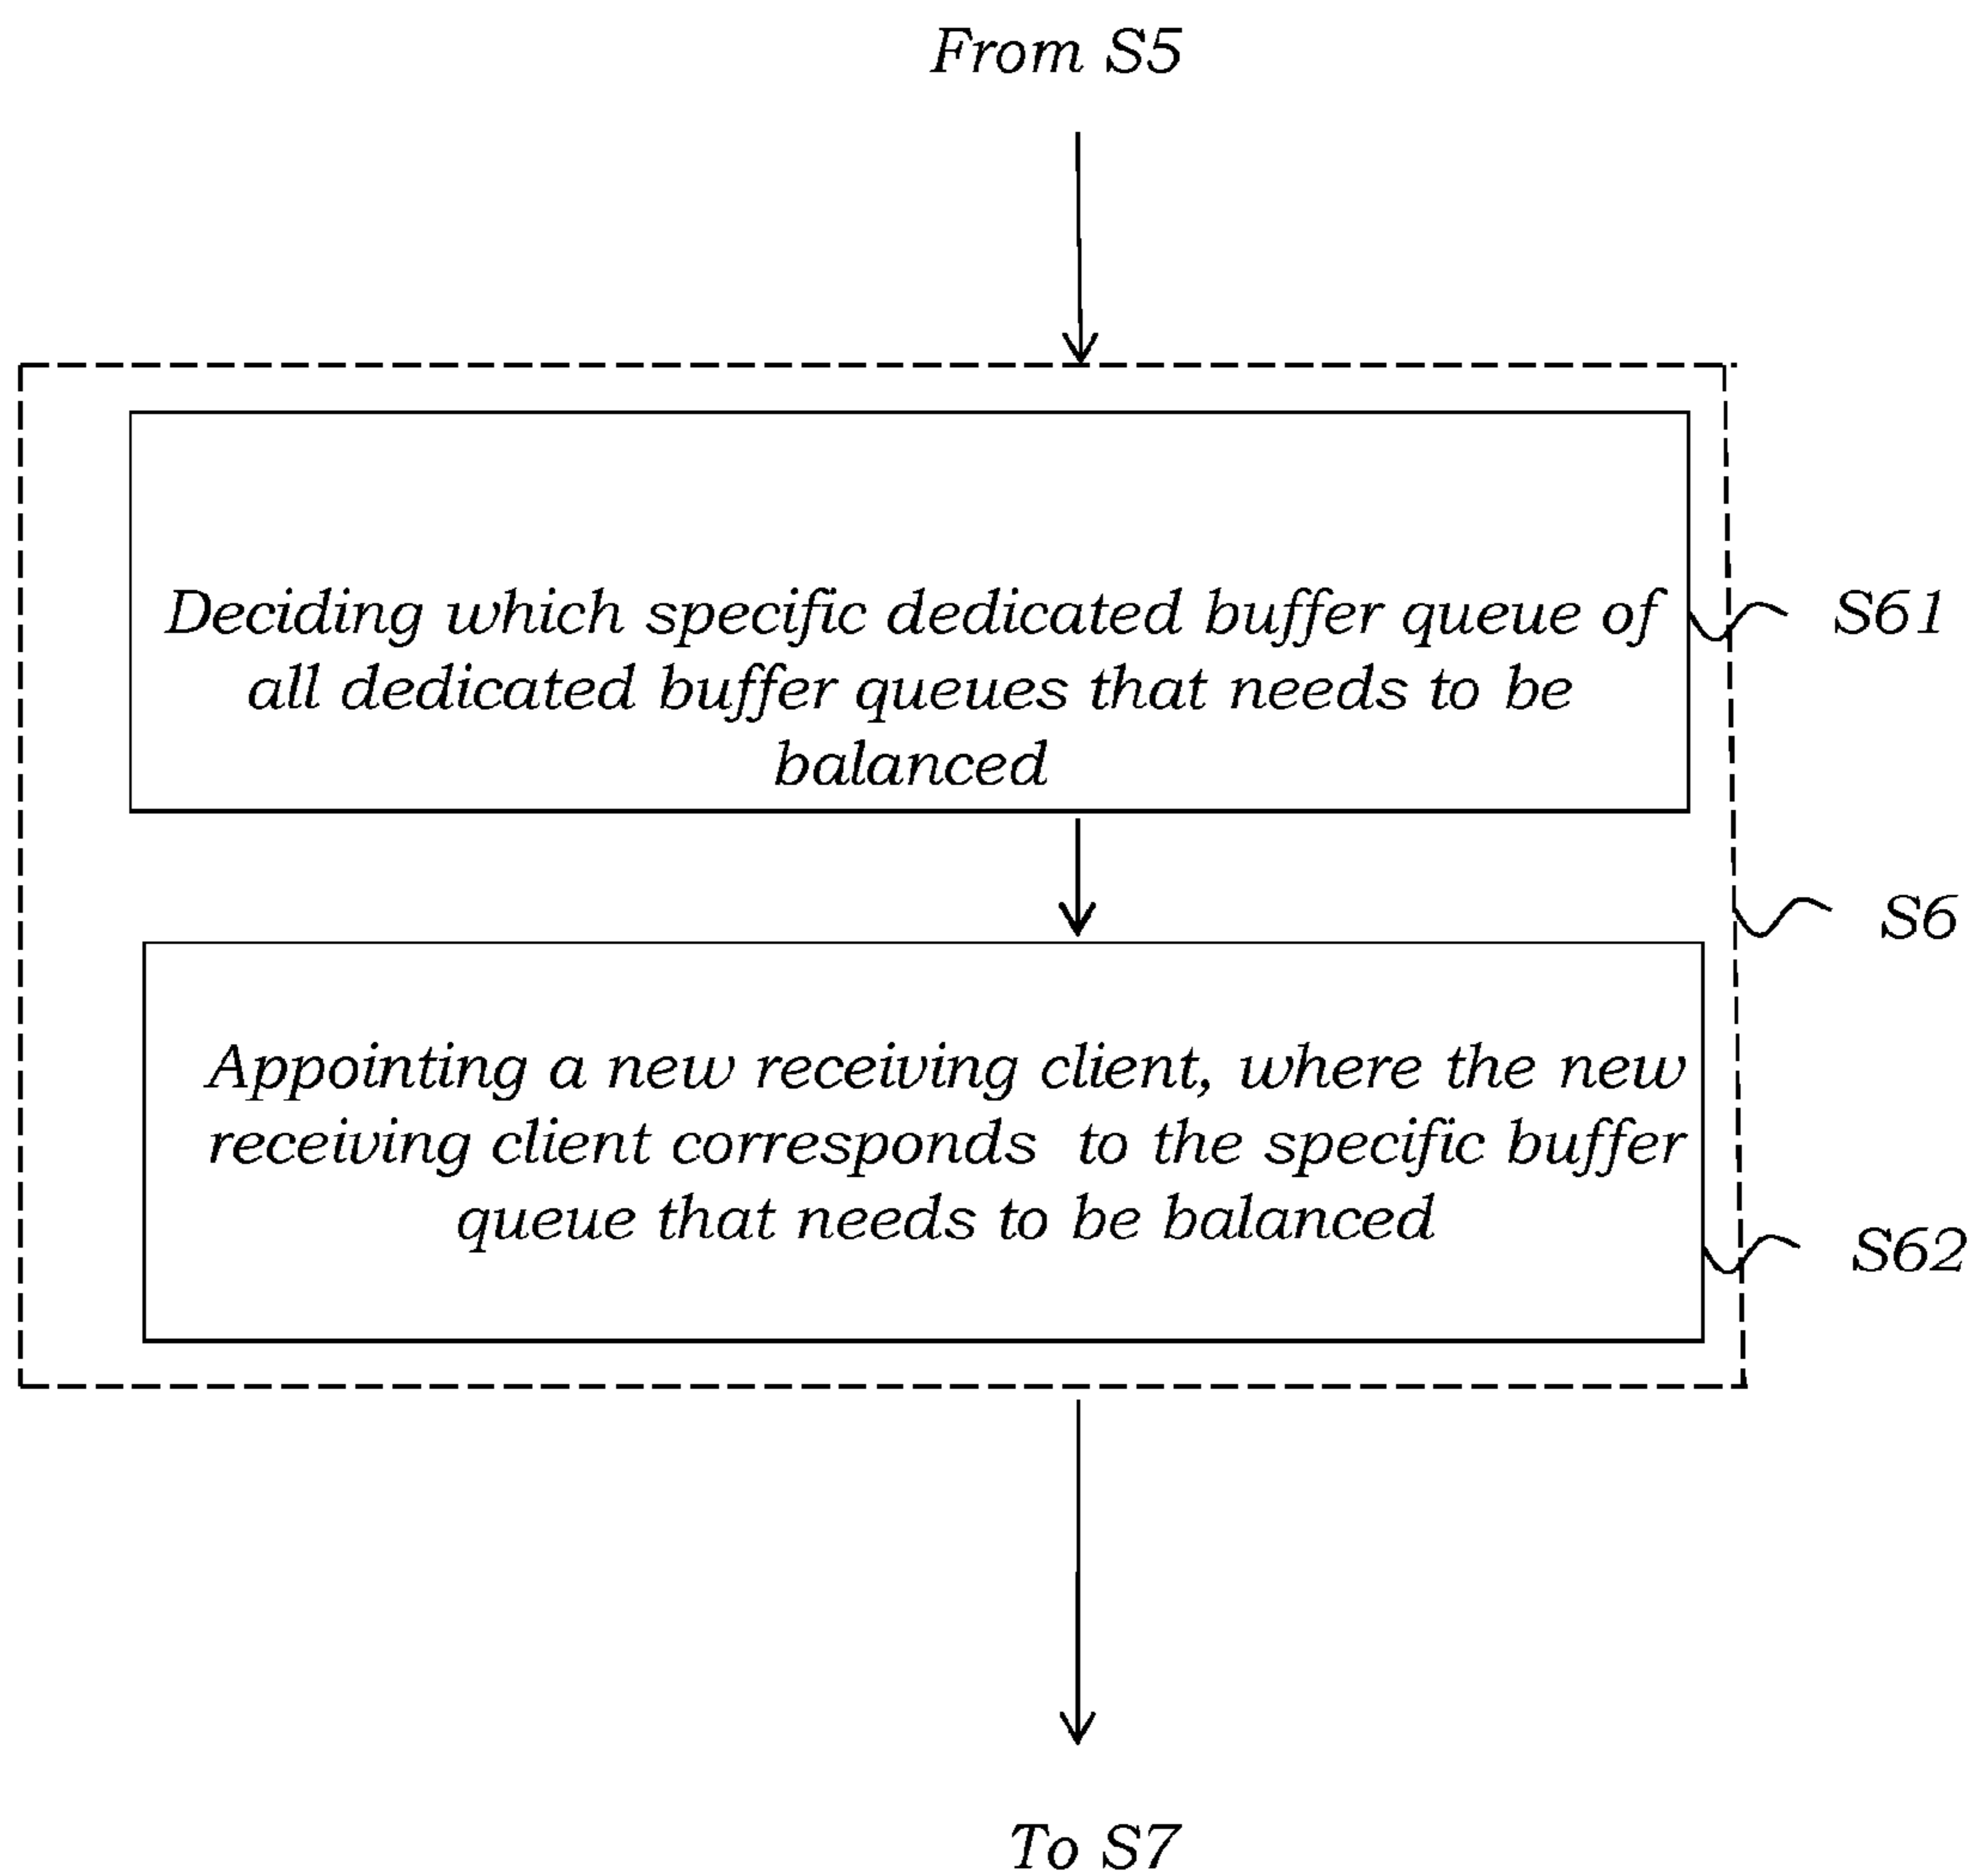 From S5
Deciding which specific dedicated buffer queue of
all dedicated buffer queues that needs to be
balanced
S61
S6
Appointing a new receiving client, where the new
receiving client corresponds to the specific buffer
queue that needs to be balanced
S62
To S7